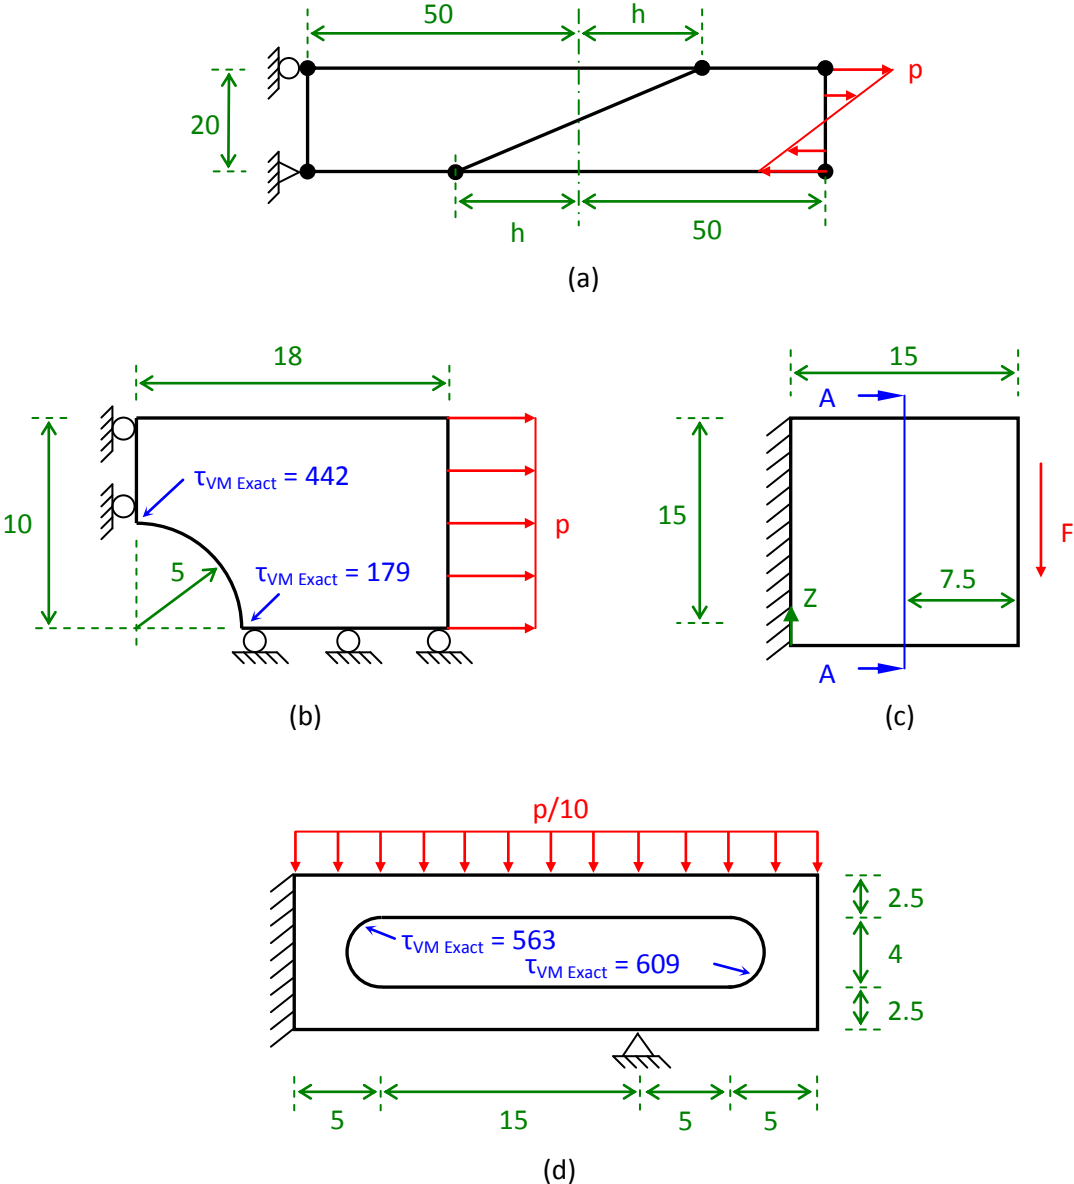 50 h
p
20
h 50
(a)
18
τVM Exact = 442
10
p
5
τVM Exact = 179
(b)
15
A
15
F
7.5
Z
A
(c)
p/10
2.5
τVM Exact = 563
4
τVM Exact = 609
2.5
5 15 5 5
(d)